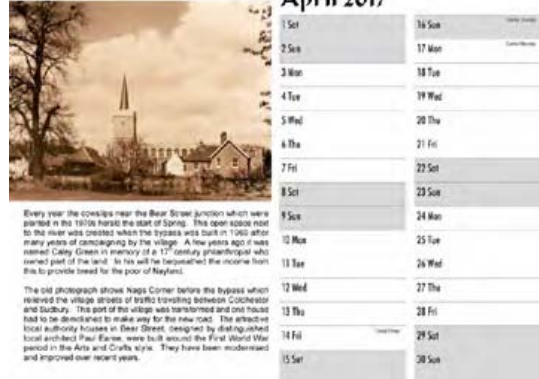 April 2017
Every year the cowslips near the Bear Street junction which were
planted in the 1970s herald the start of Spring. This open space next
to the river was created when the bypass was built in 1968 after
many years of campaigning by the village. A few years ago it was
named Caley Green in memory of a 17th century philanthropist who
owned part of the land. In his will he bequeathed the income from
this to provide bread for the poor of Nayland.
The old photograph shows Nags Corner before the bypass which
relieved the village streets of traffic travelling between Colchester
and Sudbury. This part of the village was transformed and one house
had to be demolished to make way for the new road. The attractive
local authority houses in Bear Street, designed by distinguished
local architect Paul Earee, were built around the First World War
period in the Arts and Crafts style. They have been modernised
and improved over recent years.
1 Sat
2 Sun
3 Mon
4 Tue
5 Wed
6 Thu
7 Fri
8 Sat
9 Sun
10 Mon
11 Tue
12 Wed
13 Thu
14 Fri
15 Sat
16 Sun
17 Mon
18 Tue
19 Wed
20 Thu
21 Fri
22 Sat
23 Sun
24 Mon
25 Tue
26 Wed
27 Thu
28 Fri
29 Sat
30 Sun